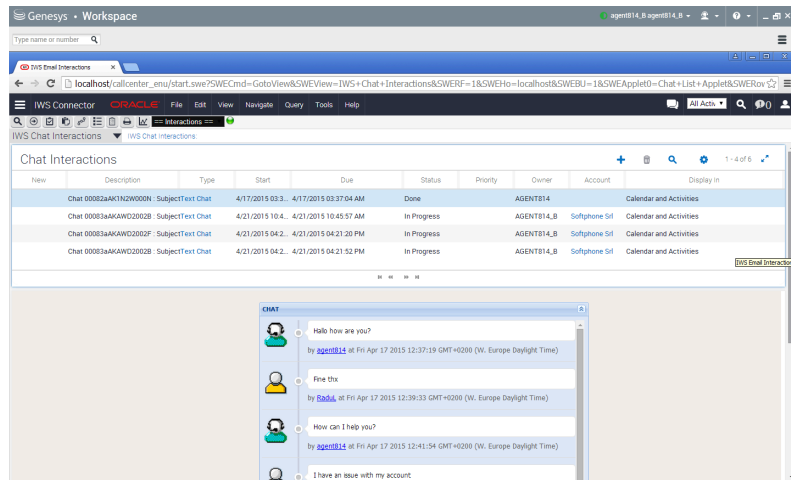 Genesys • Workspace
agent814_B agent814_B
Type name or number
IWS Email Interactions
localhost/callcenter_enu/start.swe?SWECmd=GotoView&SWEView=IWS+Chat+Interactions&SWERF=1&SWEHo=localhost&SWEBU=1&SWEApplet0=Chat+List+Applet&SWERov
IWS Connector ORACLE File Edit View Navigate Query Tools Help All Activ 0
== Interactions ==
IWS Chat Interactions IWS Chat Interactions:
Chat Interactions 1 - 4 of 6
New Description Type Start Due Status Priority Owner Account Display In
Chat 00082aAK1N2W000N : Subject Text Chat 4/17/2015 03:3... 4/17/2015 03:37:04 AM Done AGENT814 Calendar and Activities
Chat 00083aAKAWD2002B : Subject Text Chat 4/21/2015 10:4... 4/21/2015 10:45:57 AM In Progress AGENT814_B Softphone Srl Calendar and Activities
Chat 00083aAKAWD2002F : Subject Text Chat 4/21/2015 04:2... 4/21/2015 04:21:20 PM In Progress AGENT814_B Softphone Srl Calendar and Activities
Chat 00083aAKAWD2002B : Subject Text Chat 4/21/2015 04:2... 4/21/2015 04:21:52 PM In Progress AGENT814_B Softphone Srl Calendar and Activities
IWS Email Interaction
CHAT
Hallo how are you?
by agent814 at Fri Apr 17 2015 12:37:19 GMT+0200 (W. Europe Daylight Time)
Fine thx
by RaduL at Fri Apr 17 2015 12:39:33 GMT+0200 (W. Europe Daylight Time)
How can I help you?
by agent814 at Fri Apr 17 2015 12:41:54 GMT+0200 (W. Europe Daylight Time)
I have an issue with my account